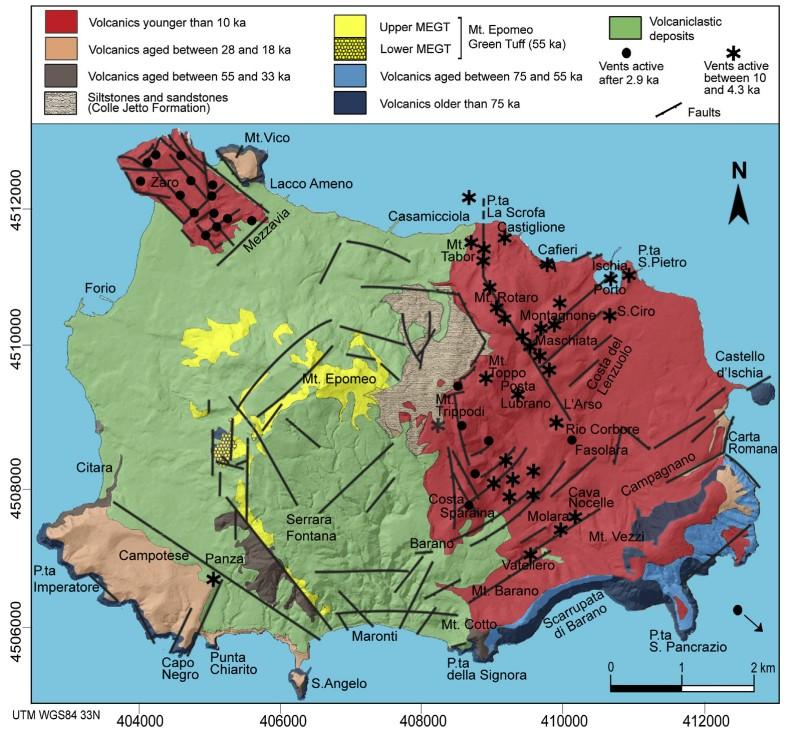 Volcanics younger than 10 ka
Volcanics aged between 28 and 18 ka
Volcanics aged between 55 and 33 ka
Siltstones and sandstones
(Colle Jetto Formation)
Upper MEGT
Lower MEGT
Mt. Epomeo
Green Tuff (55 ka)
Volcanics aged between 75 and 55 ka
Volcanics older than 75 ka
Volcaniclastic
deposits
Vents active
after 2.9 ka
Vents active
between 10
and 4.3 ka
Faults
Mt.Vico
Zaro
Lacco Ameno
Mezzavia
N
4512000
P.ta
La Scrofa
Casamicciola
Castiglione
Mt.
Tabor
Cafieri
P.ta
S.Pietro
Ischia
Porto
Forio
Mt. Rotaro
Montagnone
S.Ciro
Maschiata
4510000
Costa del
Lenzuolo
Castello
d'Ischia
Mt. Epomeo
Mt.
Toppo
Posta
Lubrano
L'Arso
Mt.
Trippodi
Rio Corbore
Fasolara
Carta
Romana
Citara
Campagnano
4508000
Costa
Sparaina
Cava
Nocelle
Molara
Serrara
Fontana
Mt. Vezzi
Barano
Campotese
Panza
Vatellero
P.ta
Imperatore
Mt. Barano
Scarrupata
di Barano
4506000
Mt. Cotto
Maronti
P.ta
S. Pancrazio
Capo
Negro
Punta
Chiarito
P.ta
della Signora
S.Angelo
0 1 2 km
UTM WGS84 33N
404000 406000 408000 410000 412000